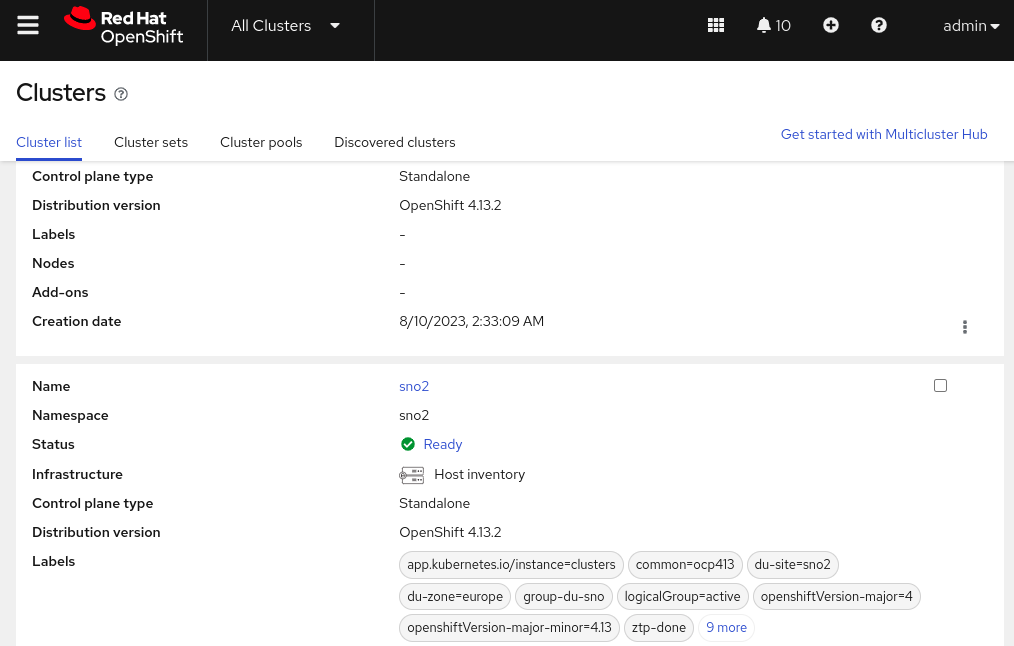 Red Hat
OpenShift
All Clusters
10
admin
Clusters
Cluster list
Cluster sets
Cluster pools
Discovered clusters
Get started with Multicluster Hub
Control plane type Standalone
Distribution version OpenShift 4.13.2
Labels -
Nodes -
Add-ons -
Creation date 8/10/2023, 2:33:09 AM
Name sno2
Namespace sno2
Status Ready
Infrastructure Host inventory
Control plane type Standalone
Distribution version OpenShift 4.13.2
Labels app.kubernetes.io/instance=clusters common=ocp413 du-site=sno2
du-zone=europe group-du-sno logicalGroup=active openshiftVersion-major=4
openshiftVersion-major-minor=4.13 ztp-done 9 more